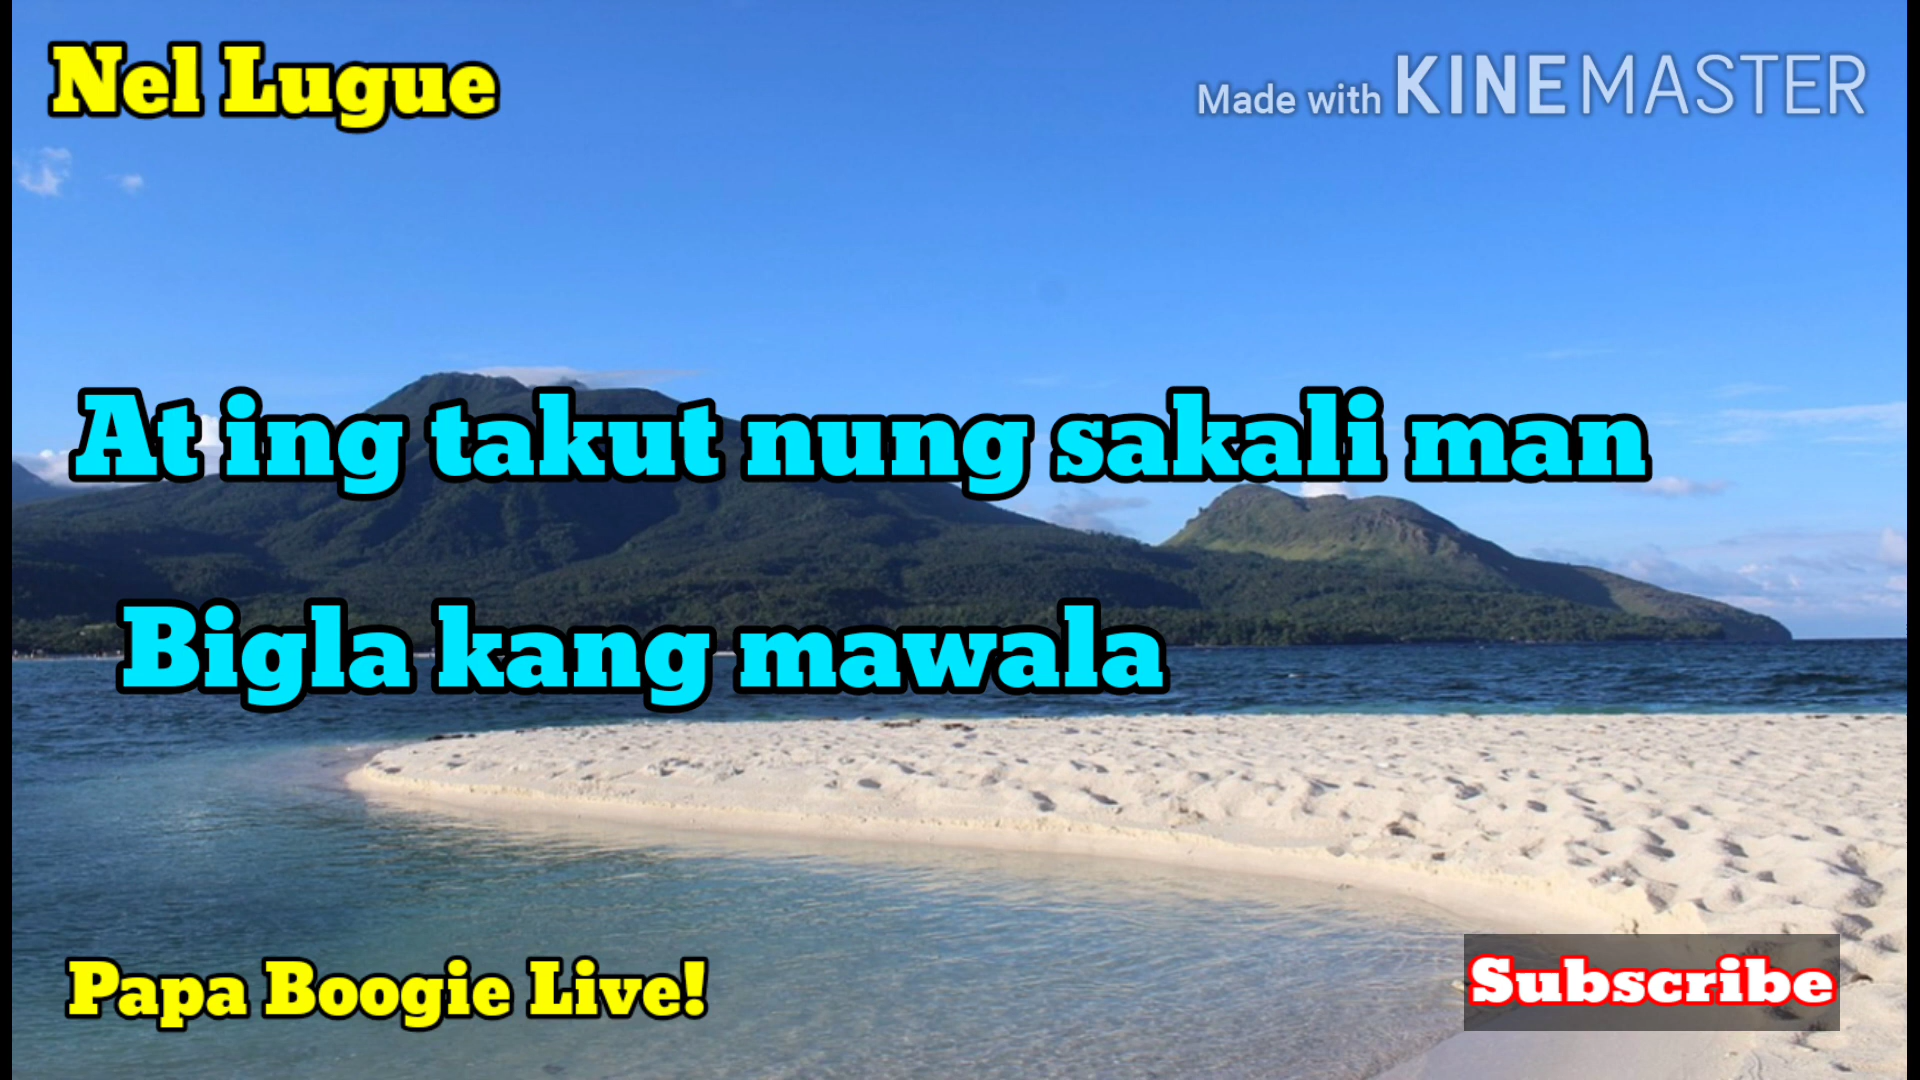 Nel Lugue
Made with KINEMASTER
At ing takut nung sakali man
Bigla kang mawala
Papa Boogie Live!
Subscribe